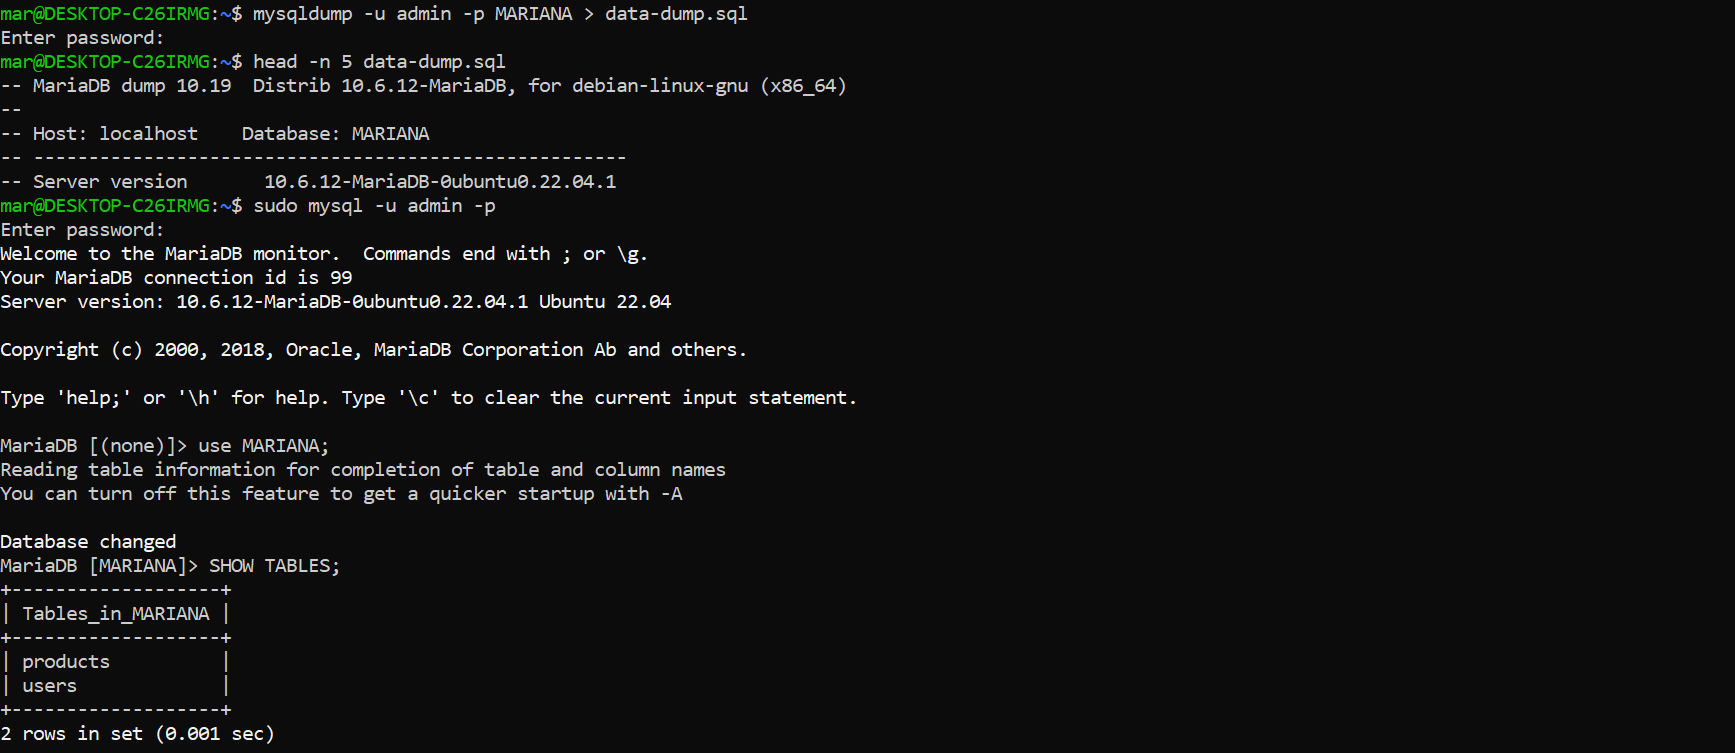 mar@DESKTOP-C26IRMG:~$ mysqldump -u admin -p MARIANA > data-dump.sql
Enter password:
mar@DESKTOP-C26IRMG:~$ head -n 5 data-dump.sql
-- MariaDB dump 10.19  Distrib 10.6.12-MariaDB, for debian-linux-gnu (x86_64)
--
-- Host: localhost    Database: MARIANA
-- ------------------------------------------------------
-- Server version       10.6.12-MariaDB-0ubuntu0.22.04.1
mar@DESKTOP-C26IRMG:~$ sudo mysql -u admin -p
Enter password:
Welcome to the MariaDB monitor.  Commands end with ; or \g.
Your MariaDB connection id is 99
Server version: 10.6.12-MariaDB-0ubuntu0.22.04.1 Ubuntu 22.04

Copyright (c) 2000, 2018, Oracle, MariaDB Corporation Ab and others.

Type 'help;' or '\h' for help. Type '\c' to clear the current input statement.

MariaDB [(none)]> use MARIANA;
Reading table information for completion of table and column names
You can turn off this feature to get a quicker startup with -A

Database changed
MariaDB [MARIANA]> SHOW TABLES;
+-------------------+
| Tables_in_MARIANA |
+-------------------+
| products          |
| users             |
+-------------------+
2 rows in set (0.001 sec)